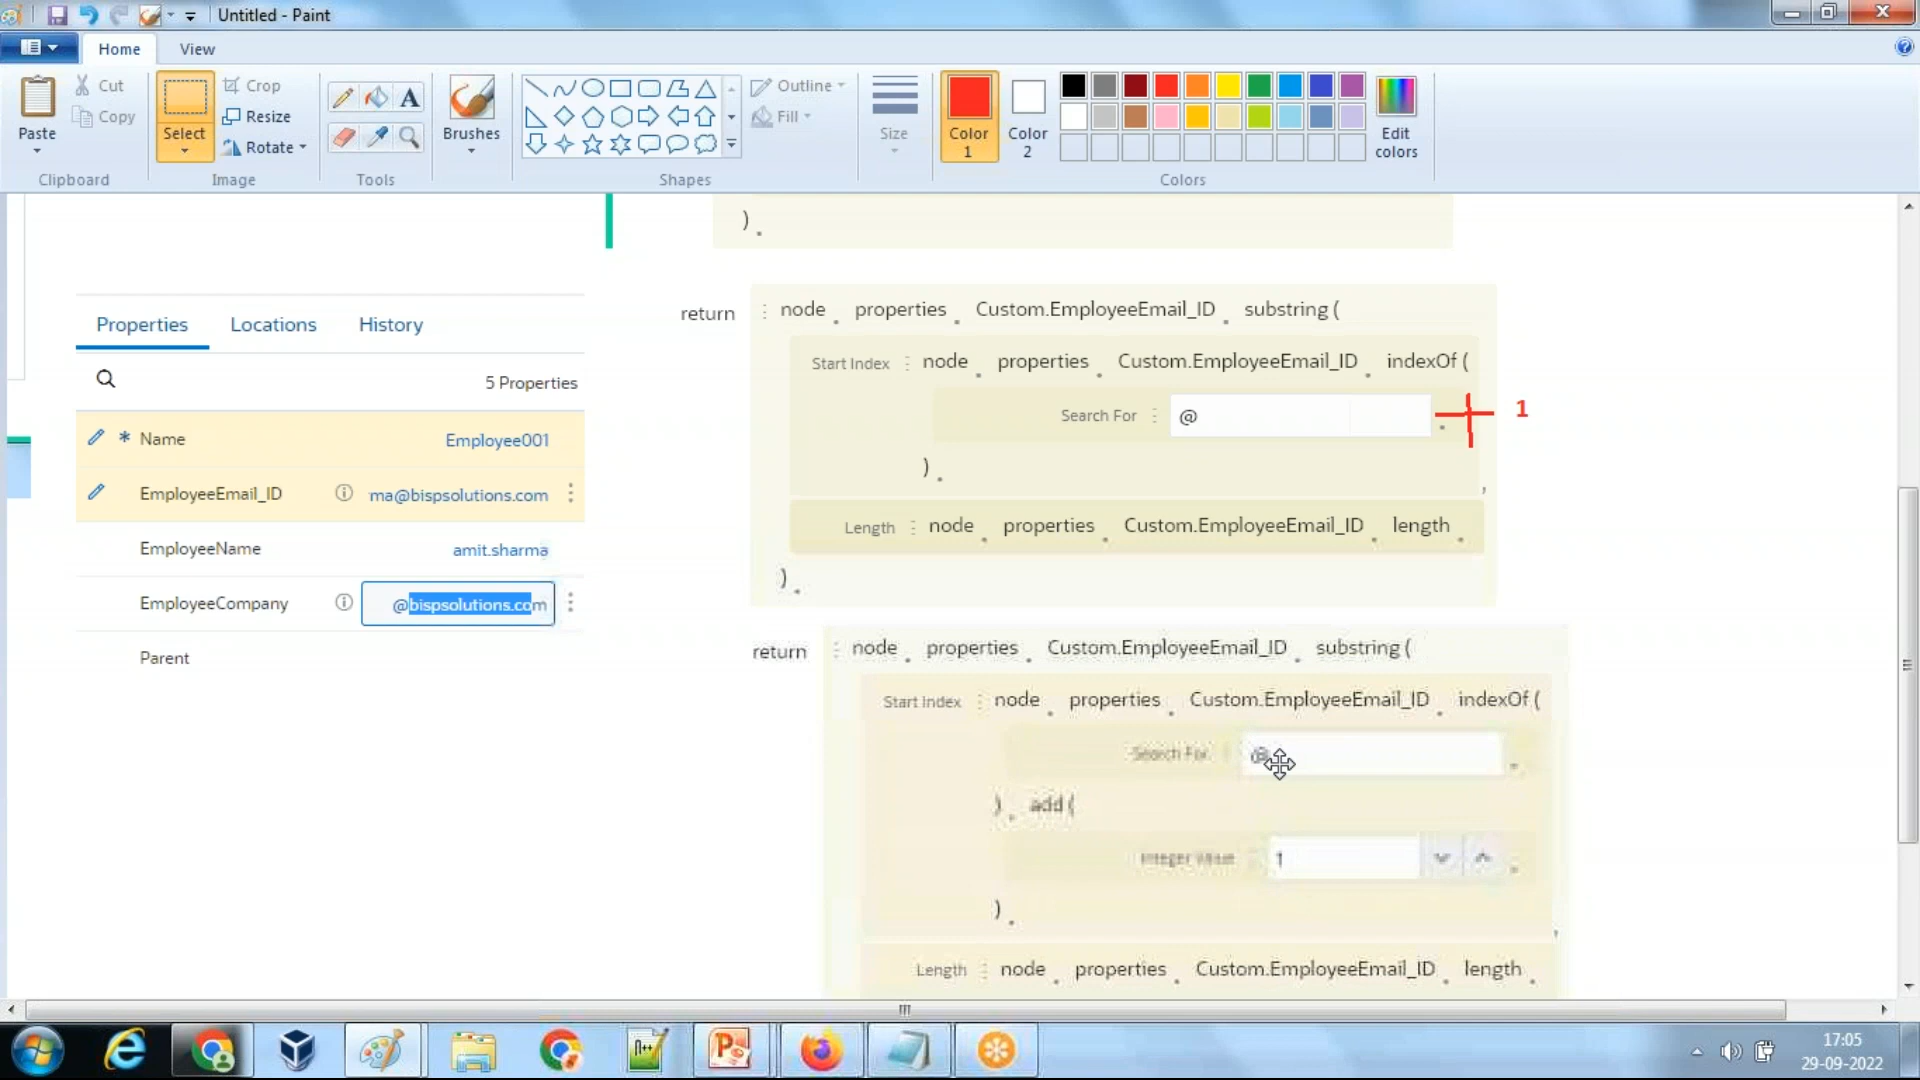 Untitled - Paint
Home View
Paste
Cut
Copy
Clipboard
Select
Crop
Resize
Rotate
Image
A
Tools
Brushes
Shapes
Outline
Fill
Size
Color
1
Color
2
Edit
colors
Colors
Properties Locations History
5 Properties
* Name Employee001
EmployeeEmail_ID ma@bispsolutions.com
EmployeeName amit.sharma
EmployeeCompany @bispsolutions.com
Parent
) .
return node . properties . Custom.EmployeeEmail_ID . substring (
Start Index node . properties . Custom.EmployeeEmail_ID . indexOf (
Search For @ . 1
) .
,
Length node . properties . Custom.EmployeeEmail_ID . length .
) .
return node . properties . Custom.EmployeeEmail_ID . substring (
Start Index node . properties . Custom.EmployeeEmail_ID . indexOf (
Search For @ .
) . add (
Integer Value 1 .
) .
,
Length node . properties . Custom.EmployeeEmail_ID . length .
17:05
29-09-2022